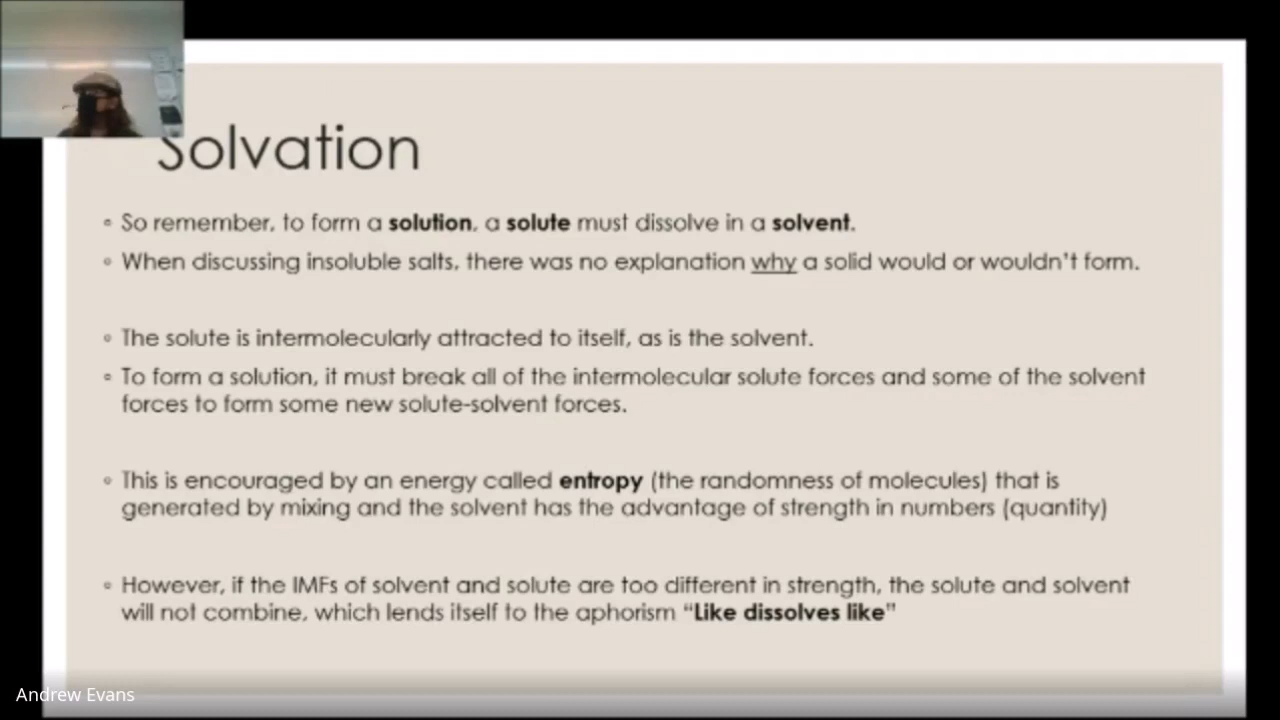 Solvation
◦ So remember, to form a solution, a solute must dissolve in a solvent.
◦ When discussing insoluble salts, there was no explanation why a solid would or wouldn't form.
◦ The solute is intermolecularly attracted to itself, as is the solvent.
◦ To form a solution, it must break all of the intermolecular solute forces and some of the solvent
forces to form some new solute-solvent forces.
◦ This is encouraged by an energy called entropy (the randomness of molecules) that is
generated by mixing and the solvent has the advantage of strength in numbers (quantity)
◦ However, if the IMFs of solvent and solute are too different in strength, the solute and solvent
will not combine, which lends itself to the aphorism “Like dissolves like”
Andrew Evans